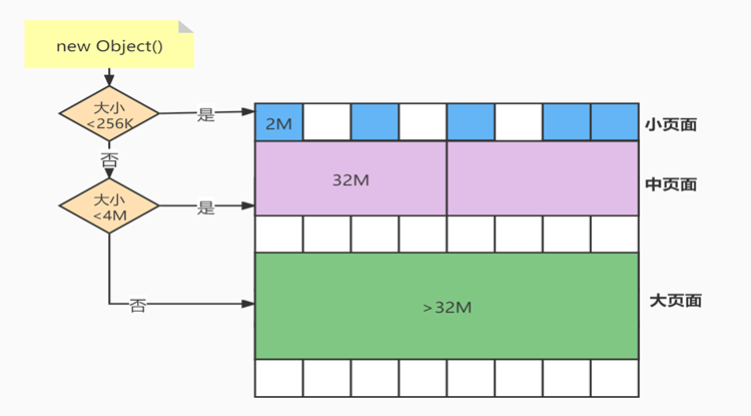 new Object()
大小
<256K
是
2M
小页面
否
32M
中页面
大小
<4M
是
否
>32M
大页面